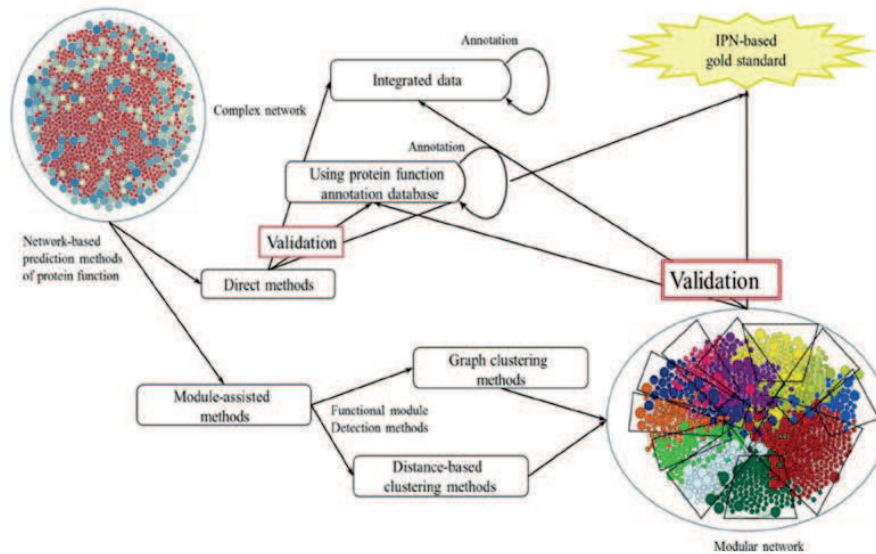 Annotation
IPN-based
gold standard
Integrated data
Complex network
Annotation
Using protein function
annotation database
Validation
Network-based
prediction methods
of protein function
Direct methods
Validation
Graph clustering
methods
Module-assisted
methods
Functional module
Detection methods
Distance-based
clustering methods
Modular network